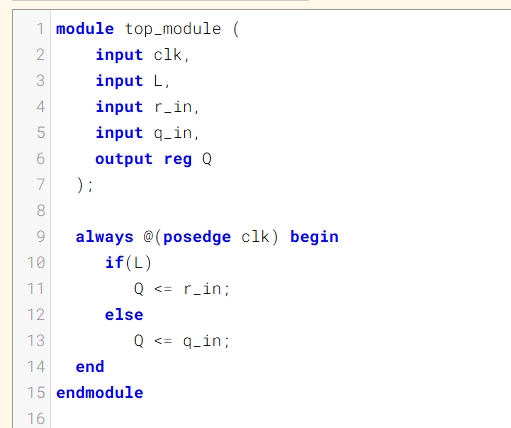 1 module top_module (
2     input clk,
3     input L,
4     input r_in,
5     input q_in,
6     output reg Q
7   );
8
9   always @(posedge clk) begin
10      if(L)
11         Q <= r_in;
12      else
13         Q <= q_in;
14   end
15 endmodule
16